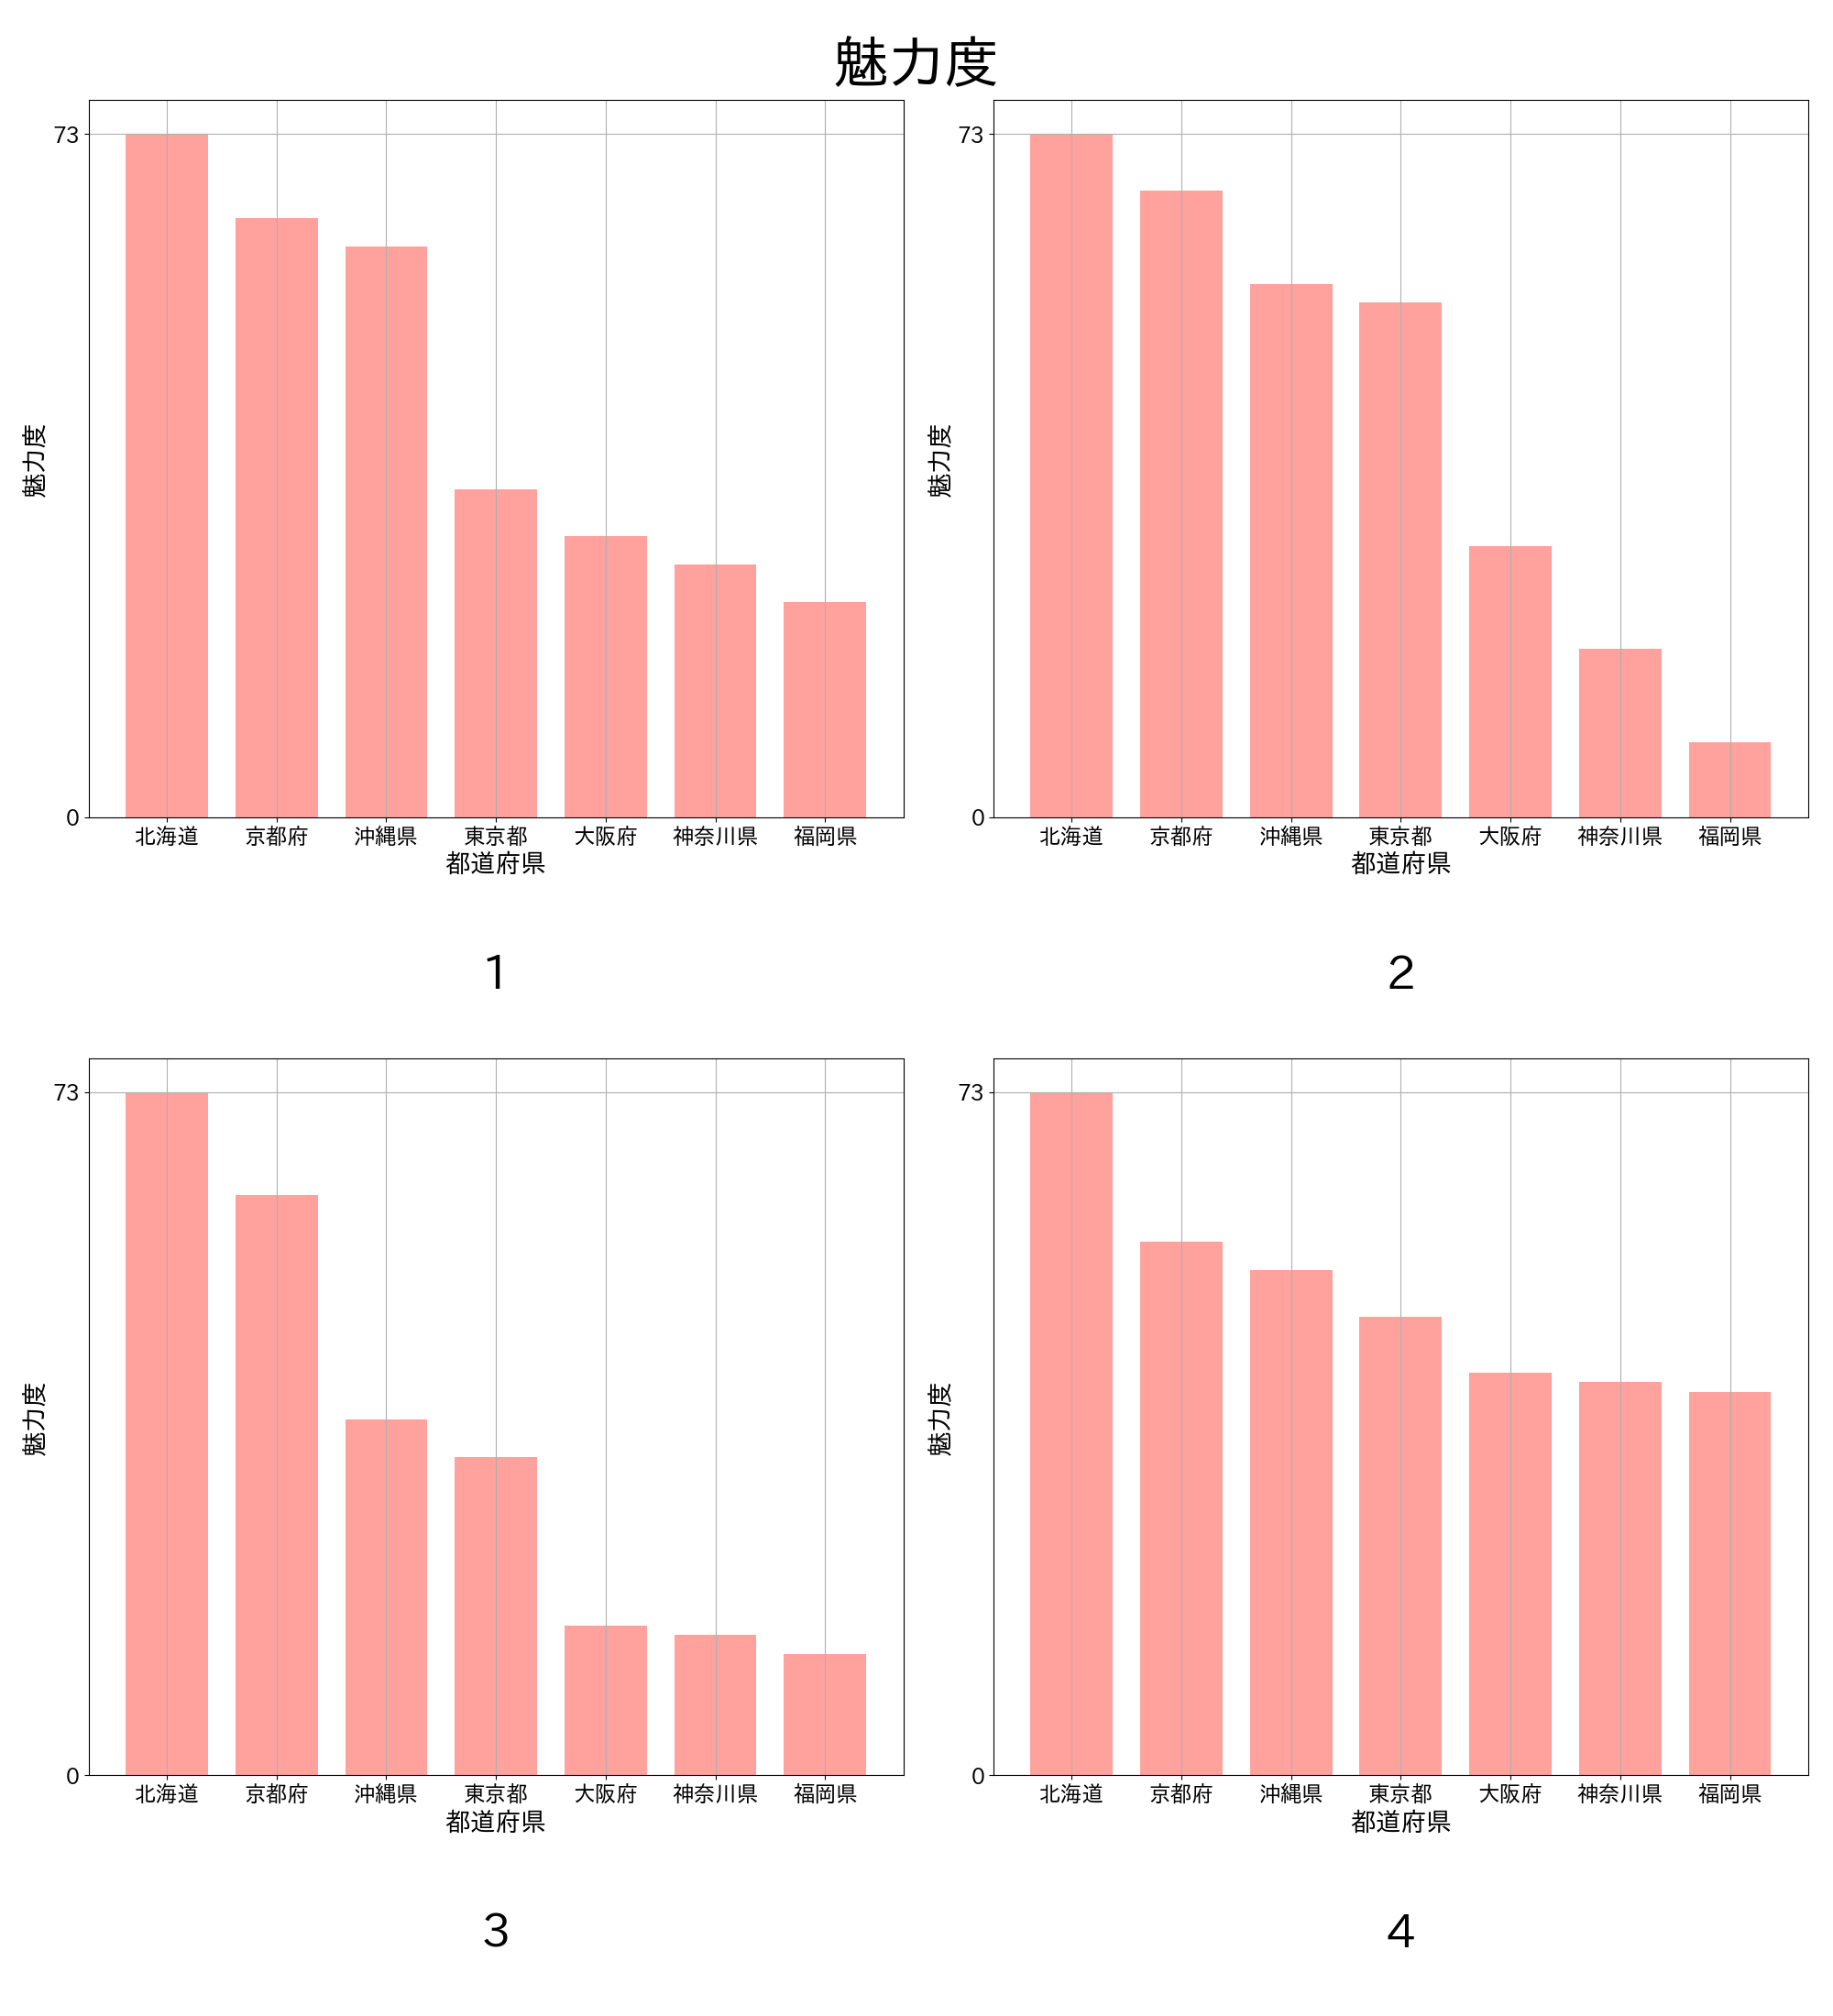 魅力度
73
0
魅力度
北海道 京都府 沖縄県 東京都 大阪府 神奈川県 福岡県
都道府県
1
73
0
魅力度
北海道 京都府 沖縄県 東京都 大阪府 神奈川県 福岡県
都道府県
2
73
0
魅力度
北海道 京都府 沖縄県 東京都 大阪府 神奈川県 福岡県
都道府県
3
73
0
魅力度
北海道 京都府 沖縄県 東京都 大阪府 神奈川県 福岡県
都道府県
4